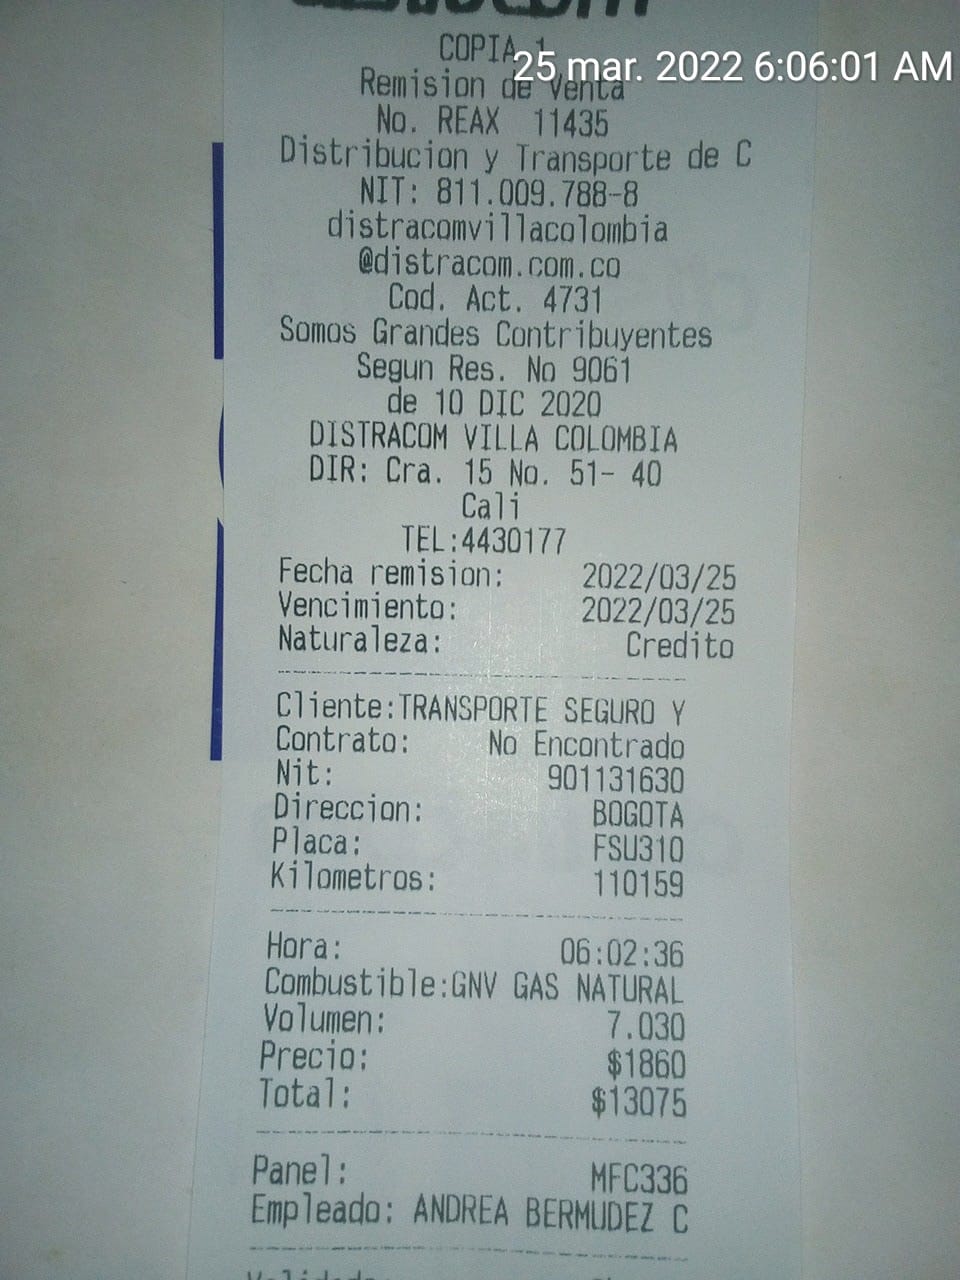 COPIA 1
25 mar. 2022 6:06:01 AM
Remision de Venta
No. REAX 11435
Distribucion y Transporte de C
NIT: 811.009.788-8
distracomvillacolombia
@distracom.com.co
Cod. Act. 4731
Somos Grandes Contribuyentes
Segun Res. No 9061
de 10 DIC 2020
DISTRACOM VILLA COLOMBIA
DIR: Cra. 15 No. 51- 40
Cali
TEL:4430177
Fecha remision: 2022/03/25
Vencimiento: 2022/03/25
Naturaleza: Credito
Cliente:TRANSPORTE SEGURO Y
Contrato: No Encontrado
Nit: 901131630
Direccion: BOGOTA
Placa: FSU310
Kilometros: 110159
Hora: 06:02:36
Combustible:GNV GAS NATURAL
Volumen: 7.030
Precio: $1860
Total: $13075
Panel: MFC336
Empleado: ANDREA BERMUDEZ C